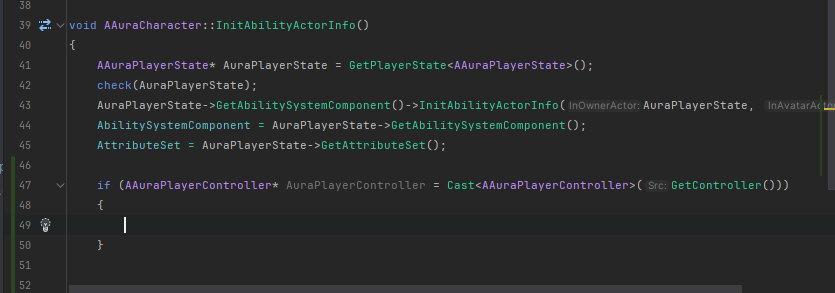 38
39 void AAuraCharacter::InitAbilityActorInfo()
40 {
41 AAuraPlayerState* AuraPlayerState = GetPlayerState<AAuraPlayerState>();
42 check(AuraPlayerState);
43 AuraPlayerState->GetAbilitySystemComponent()->InitAbilityActorInfo( InOwnerActor: AuraPlayerState, InAvatarActo
44 AbilitySystemComponent = AuraPlayerState->GetAbilitySystemComponent();
45 AttributeSet = AuraPlayerState->GetAttributeSet();
46
47 if (AAuraPlayerController* AuraPlayerController = Cast<AAuraPlayerController>( Src: GetController()))
48 {
49
50 }
51
52